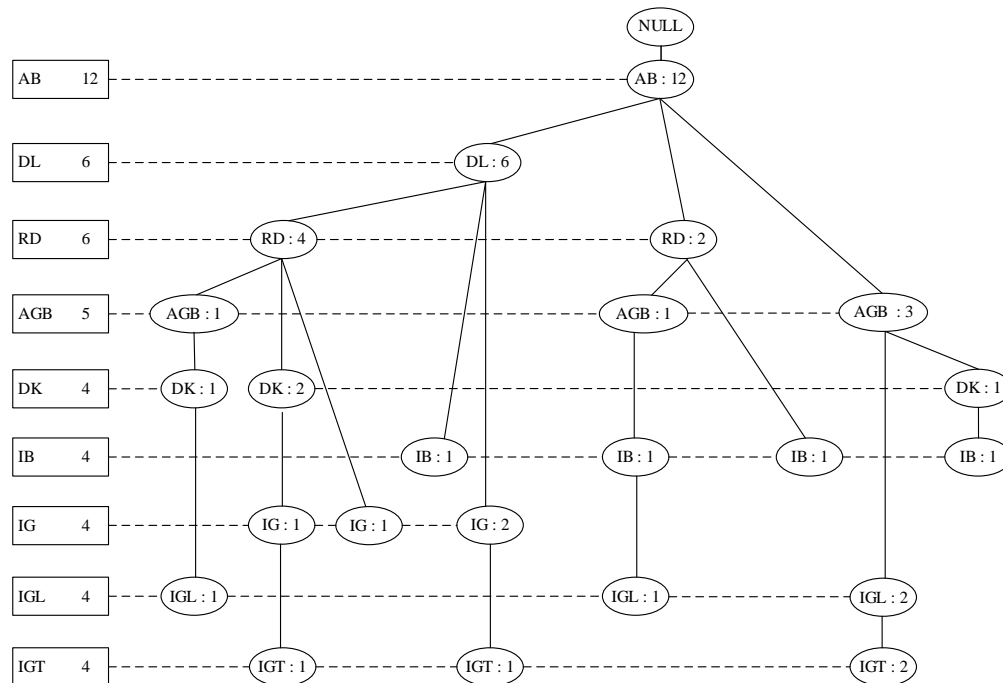 NULL
AB 12 AB : 12
DL 6 DL : 6
RD 6 RD : 4 RD : 2
AGB 5 AGB : 1 AGB : 1 AGB : 3
DK 4 DK : 1 DK : 2 DK : 1
IB 4 IB : 1 IB : 1 IB : 1 IB : 1
IG 4 IG : 1 IG : 1 IG : 2
IGL 4 IGL : 1 IGL : 1 IGL : 2
IGT 4 IGT : 1 IGT : 1 IGT : 2